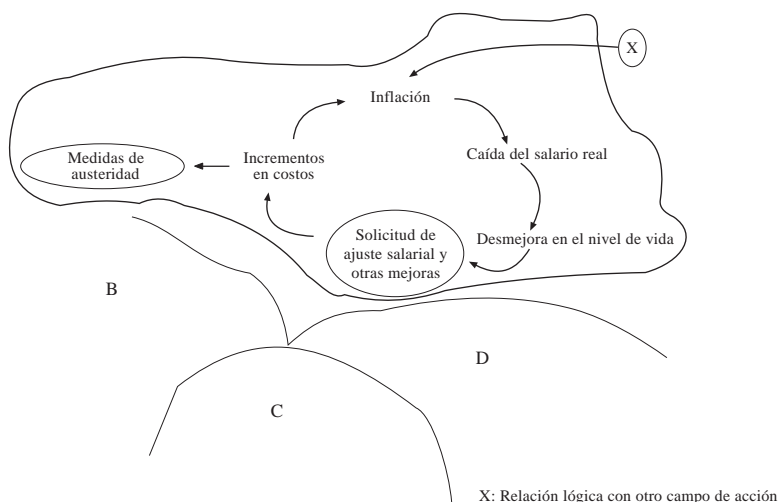 X
Inflación
Medidas de
austeridad
Incrementos
en costos
Caída del salario real
Solicitud de
ajuste salarial y
otras mejoras
Desmejora en el nivel de vida
B
D
C
X: Relación lógica con otro campo de acción